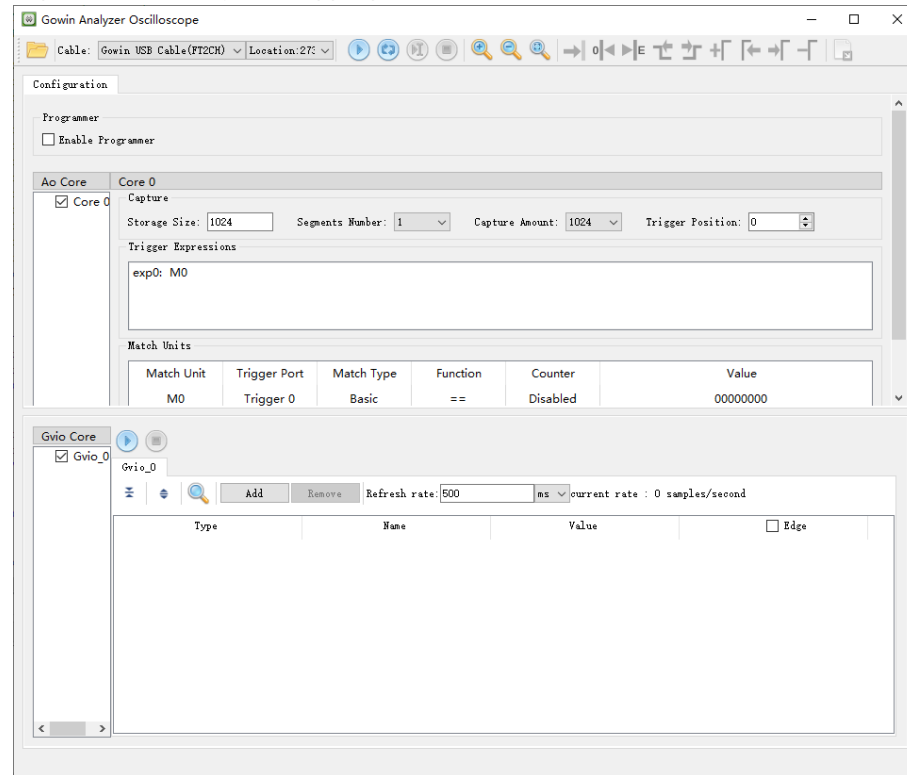 Gowin Analyzer Oscilloscope
Cable: Gowin USB Cable(FT2CH) Location:273
Configuration
Programmer
Enable Programmer
Ao Core Core 0
Core 0
Capture
Storage Size: 1024 Segments Number: 1 Capture Amount: 1024 Trigger Position: 0
Trigger Expressions
exp0: M0
Match Units
Match Unit Trigger Port Match Type Function Counter Value
M0 Trigger 0 Basic == Disabled 00000000
Gvio Core
Gvio_0
Gvio_0
Add Remove Refresh rate: 500 ms current rate : 0 samples/second
Type Name Value Edge